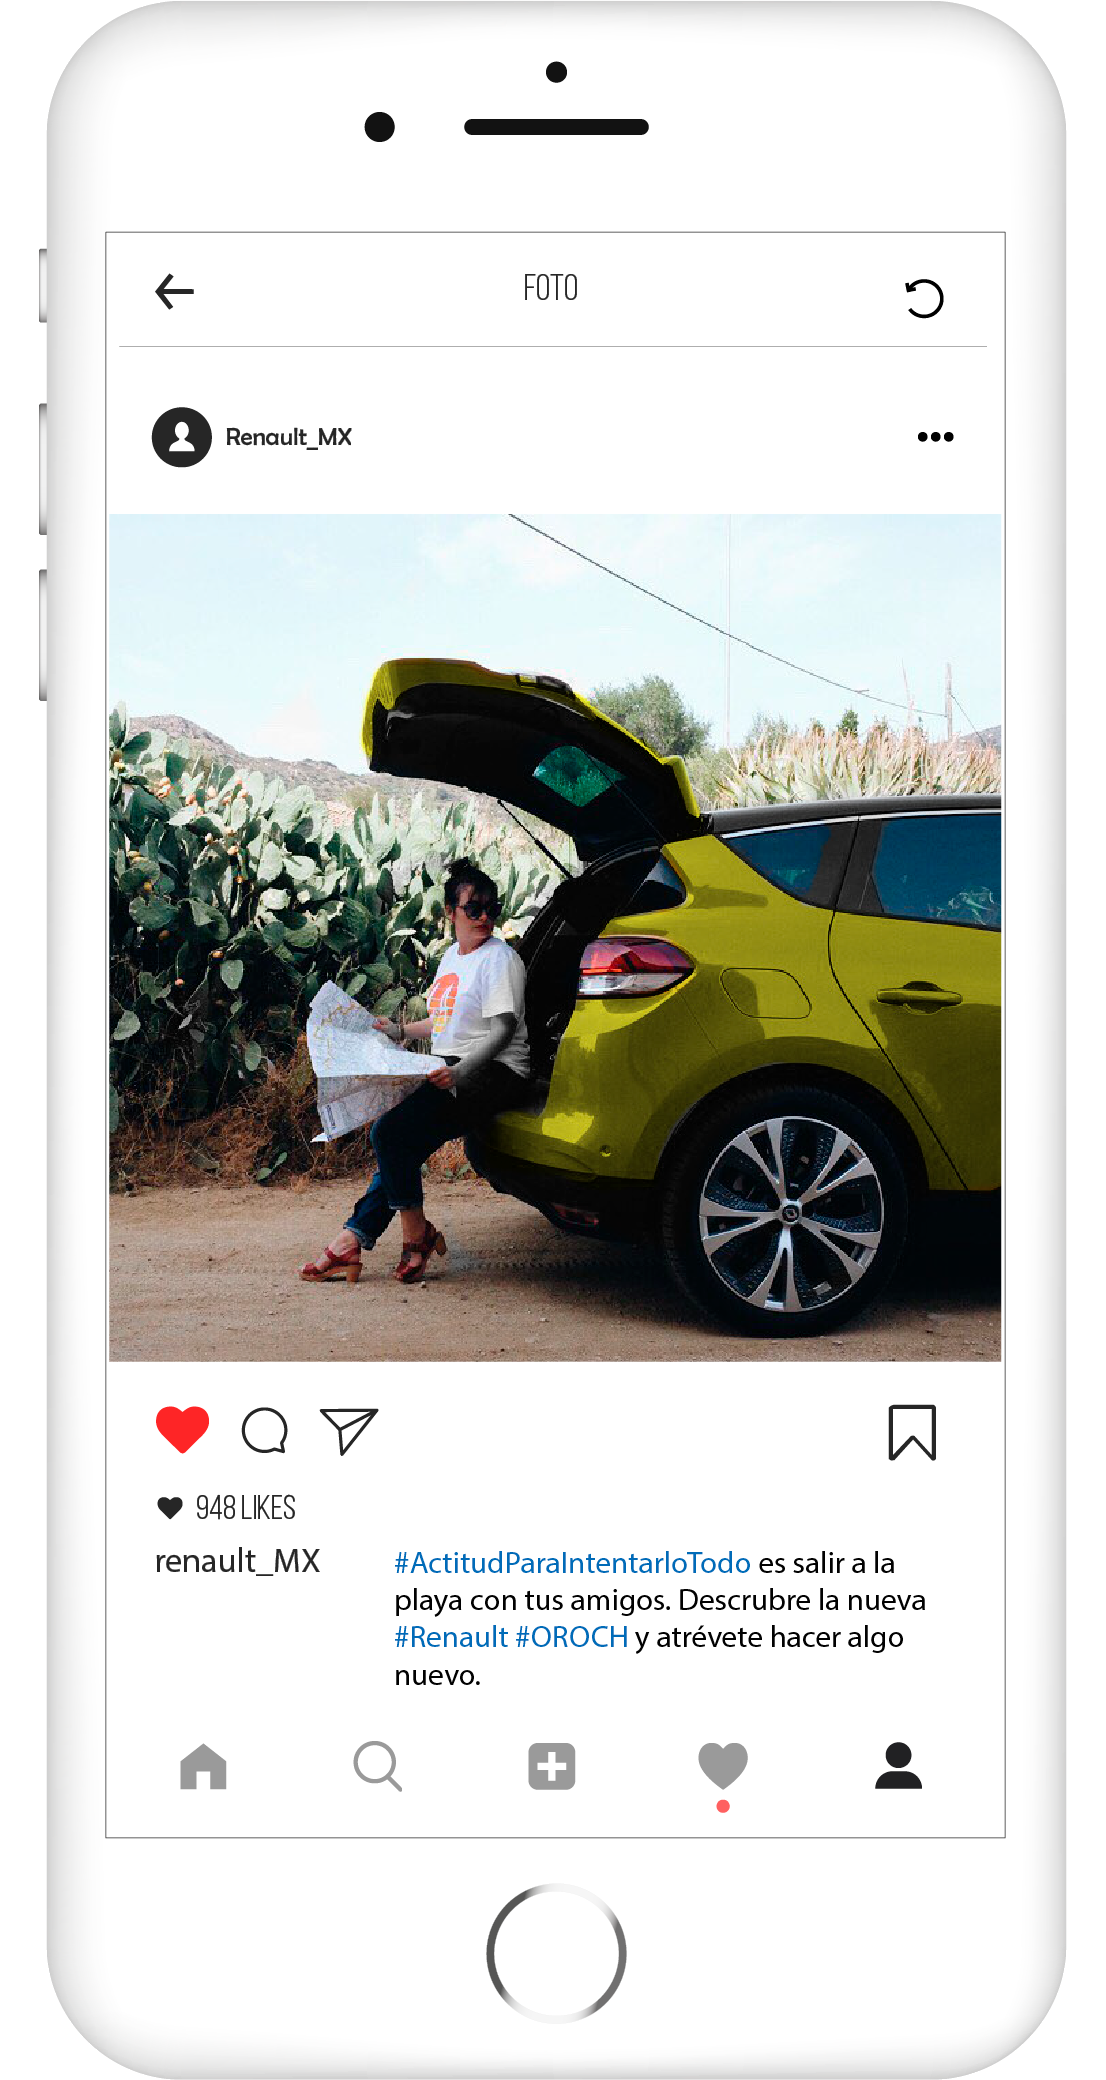 FOTO
Renault_MX
948 LIKES
renault_MX
#ActitudParaIntentarloTodo es salir a la
playa con tus amigos. Descrubre la nueva
#Renault #OROCH y atrévete hacer algo
nuevo.